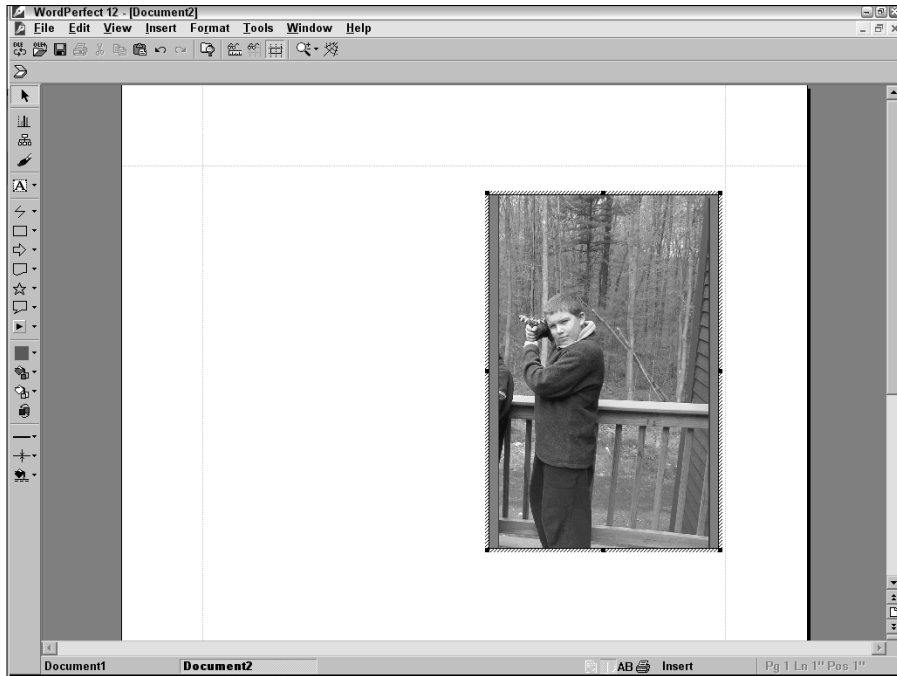 WordPerfect 12 - [Document2]
File Edit View Insert Format Tools Window Help
A
Document1 Document2 AB Insert Pg 1 Ln 1" Pos 1"